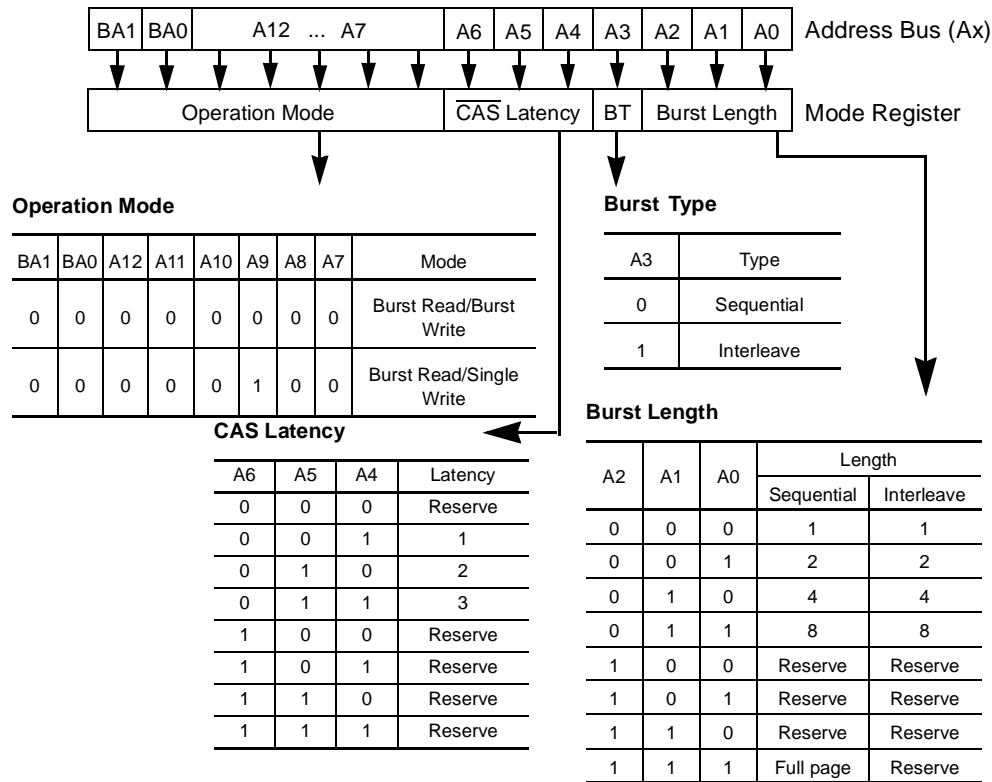 BA1 BA0 A12 ... A7 A6 A5 A4 A3 A2 A1 A0 Address Bus (Ax)
Operation Mode CAS Latency BT Burst Length Mode Register
Operation Mode
BA1 BA0 A12 A11 A10 A9 A8 A7 Mode
0 0 0 0 0 0 0 0 Burst Read/Burst
Write
0 0 0 0 0 1 0 0 Burst Read/Single
Write
Burst Type
A3 Type
0 Sequential
1 Interleave
CAS Latency
A6 A5 A4 Latency
0 0 0 Reserve
0 0 1 1
0 1 0 2
0 1 1 3
1 0 0 Reserve
1 0 1 Reserve
1 1 0 Reserve
1 1 1 Reserve
Burst Length
A2 A1 A0 Length
Sequential Interleave
0 0 0 1 1
0 0 1 2 2
0 1 0 4 4
0 1 1 8 8
1 0 0 Reserve Reserve
1 0 1 Reserve Reserve
1 1 0 Reserve Reserve
1 1 1 Full page Reserve